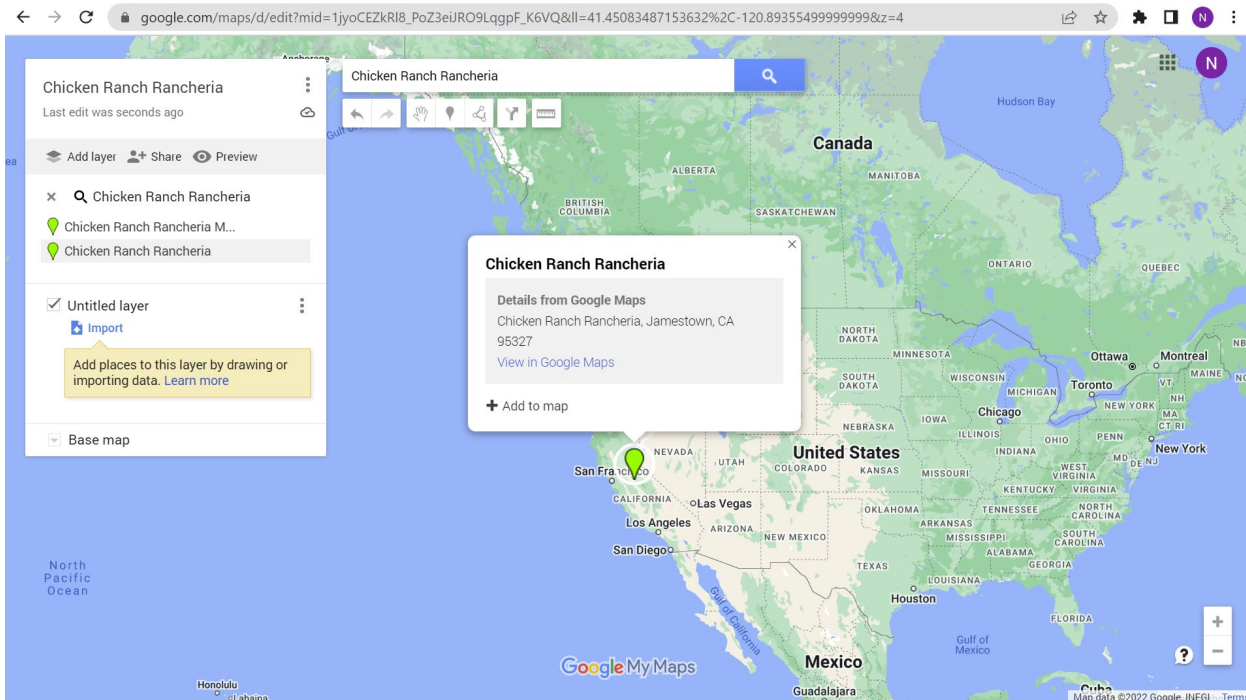 google.com/maps/d/edit?mid=1jyoCEZkRI8_PoZ3eiJRO9LqgpF_K6VQ&ll=41.45083487153632%2C-120.89355499999999&z=4
N
Chicken Ranch Rancheria
Last edit was seconds ago
Add layer Share Preview
Chicken Ranch Rancheria
Chicken Ranch Rancheria M...
Chicken Ranch Rancheria
Untitled layer
Import
Add places to this layer by drawing or
importing data. Learn more
Base map
Chicken Ranch Rancheria
N
Anchorage
Hudson Bay
Canada
ALBERTA
MANITOBA
BRITISH
COLUMBIA
SASKATCHEWAN
ONTARIO
QUEBEC
Chicken Ranch Rancheria
Details from Google Maps
Chicken Ranch Rancheria, Jamestown, CA
95327
View in Google Maps
Add to map
NORTH
DAKOTA
MINNESOTA
Ottawa
Montreal
NB
SOUTH
DAKOTA
WISCONSIN
MICHIGAN
Toronto
VT
MAINE
NH
NEW YORK
MA
CT RI
Chicago
IOWA
NEBRASKA
ILLINOIS
INDIANA
OHIO
PENN
New York
MD
DE NJ
NEVADA
UTAH
COLORADO
United States
KANSAS
MISSOURI
WEST
VIRGINIA
KENTUCKY
VIRGINIA
San Francisco
CALIFORNIA
Las Vegas
OKLAHOMA
TENNESSEE
NORTH
CAROLINA
Los Angeles
ARIZONA
NEW MEXICO
ARKANSAS
MISSISSIPPI
SOUTH
CAROLINA
San Diego
ALABAMA
GEORGIA
TEXAS
LOUISIANA
Houston
North
Pacific
Ocean
Gulf of
California
FLORIDA
Gulf of
Mexico
Google My Maps
Mexico
Guadalajara
Cuba
Honolulu
Lahaina
Map data ©2022 Google, INEGI
Terms